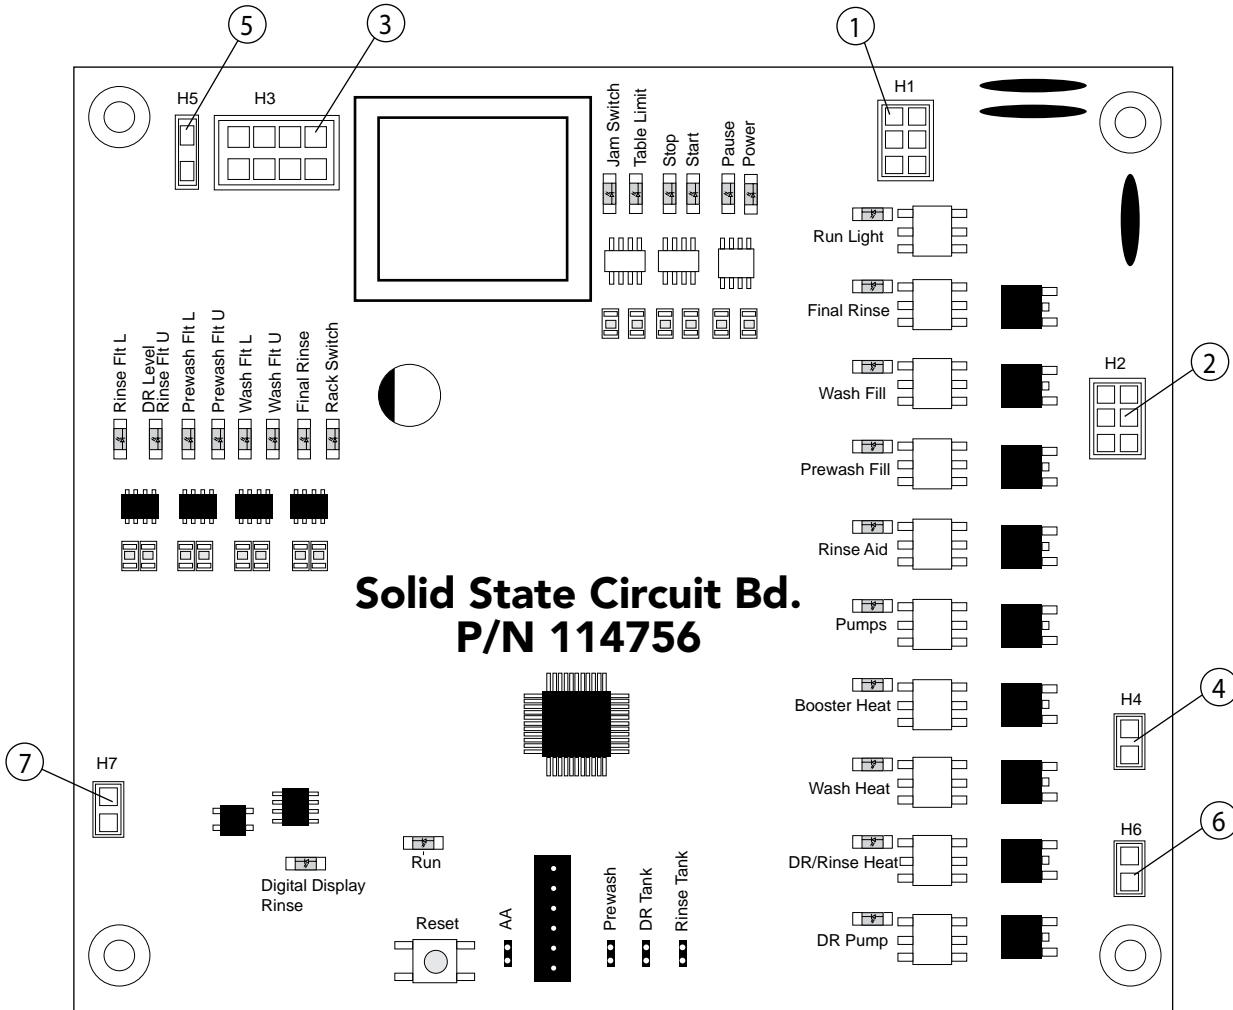 5
3
1
H5
H3
H1
Jam Switch
Table Limit
Stop
Start
Pause
Power
Run Light
Final Rinse
Wash Fill
Prewash Fill
Rinse Aid
Pumps
Booster Heat
Wash Heat
DR/Rinse Heat
DR Pump
H2
2
Rinse Flt L
DR Level
Rinse Flt U
Prewash Flt L
Prewash Flt U
Wash Flt L
Wash Flt U
Final Rinse
Rack Switch
Solid State Circuit Bd.
P/N 114756
H4
4
7
H7
H6
6
Run
Digital Display
Rinse
Reset
AA
Prewash
DR Tank
Rinse Tank